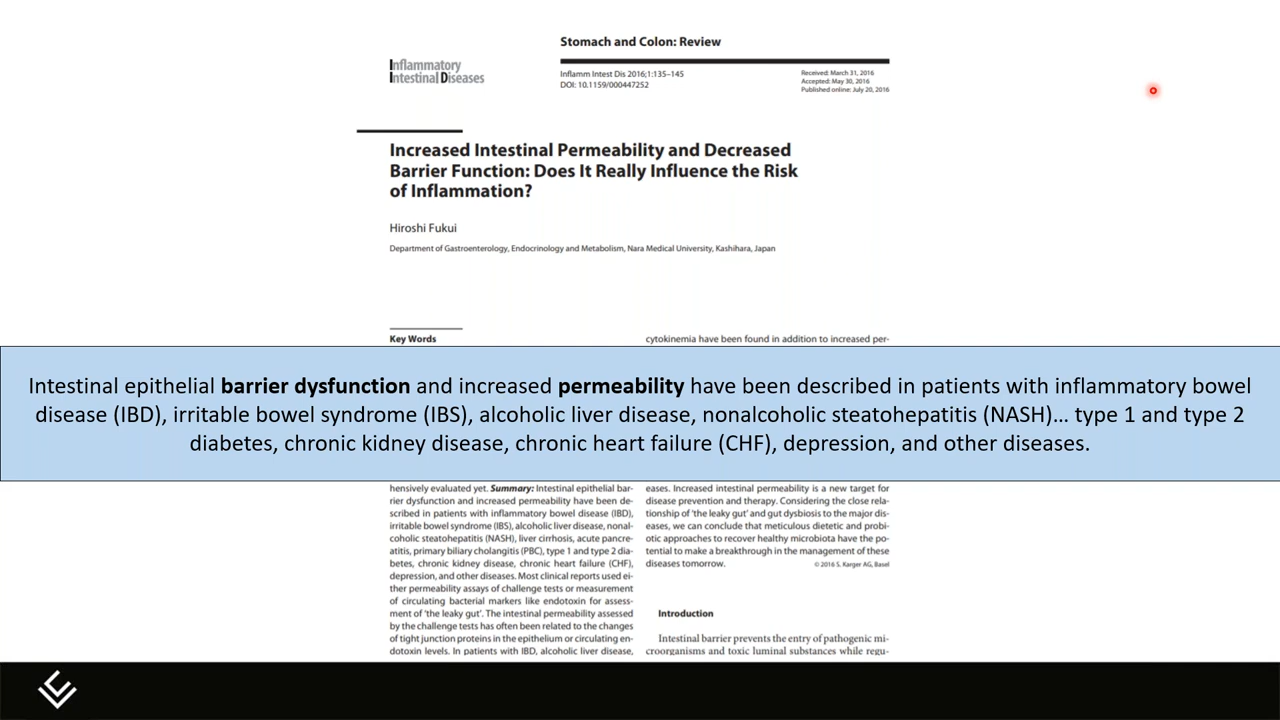 Stomach and Colon: Review
Inflammatory
Intestinal Diseases
Inflamm Intest Dis 2016;1:135–145
DOI: 10.1159/000447252
Received: March 31, 2016
Accepted: May 30, 2016
Published online: July 20, 2016
Increased Intestinal Permeability and Decreased
Barrier Function: Does It Really Influence the Risk
of Inflammation?
Hiroshi Fukui
Department of Gastroenterology, Endocrinology and Metabolism, Nara Medical University, Kashihara, Japan
Key Words
cytokinemia have been found in addition to increased per-
Intestinal epithelial barrier dysfunction and increased permeability have been described in patients with inflammatory bowel
disease (IBD), irritable bowel syndrome (IBS), alcoholic liver disease, nonalcoholic steatohepatitis (NASH)... type 1 and type 2
diabetes, chronic kidney disease, chronic heart failure (CHF), depression, and other diseases.
hensively evaluated yet. Summary: Intestinal epithelial bar-
rier dysfunction and increased permeability have been de-
scribed in patients with inflammatory bowel disease (IBD),
irritable bowel syndrome (IBS), alcoholic liver disease, nonal-
coholic steatohepatitis (NASH), liver cirrhosis, acute pancre-
atitis, primary biliary cholangitis (PBC), type 1 and type 2 dia-
betes, chronic kidney disease, chronic heart failure (CHF),
depression, and other diseases. Most clinical reports used ei-
ther permeability assays of challenge tests or measurement
of circulating bacterial markers like endotoxin for assess-
ment of 'the leaky gut'. The intestinal permeability assessed
by the challenge tests has often been related to the changes
of tight junction proteins in the epithelium or circulating en-
dotoxin levels. In patients with IBD, alcoholic liver disease,
eases. Increased intestinal permeability is a new target for
disease prevention and therapy. Considering the close rela-
tionship of 'the leaky gut' and gut dysbiosis to the major dis-
eases, we can conclude that meticulous dietetic and probi-
otic approaches to recover healthy microbiota have the po-
tential to make a breakthrough in the management of these
diseases tomorrow.
© 2016 S. Karger AG, Basel
Introduction
Intestinal barrier prevents the entry of pathogenic mi-
croorganisms and toxic luminal substances while regu-